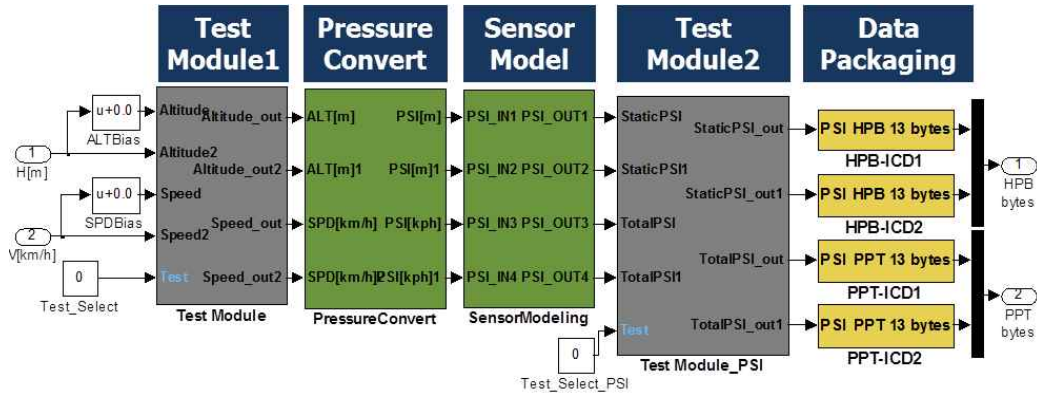 Test Module1
Pressure Convert
Sensor Model
Test Module2
Data Packaging
u+0.0
ALTBias
1
H[m]
u+0.0
SPDBias
2
V[km/h]
0
Test_Select
Altitude
Altitude2
Speed
Speed2
Test
Altitude_out
Altitude_out2
Speed_out
Speed_out2
Test Module
ALT[m] PSI[m]
ALT[m]1 PSI[m]1
SPD[km/h] PSI[kph]
SPD[km/h]1 PSI[kph]1
PressureConvert
PSI_IN1 PSI_OUT1
PSI_IN2 PSI_OUT2
PSI_IN3 PSI_OUT3
PSI_IN4 PSI_OUT4
SensorModeling
0
Test_Select_PSI
StaticPSI
StaticPSI1
TotalPSI
TotalPSI1
Test
StaticPSI_out
StaticPSI_out1
TotalPSI_out
TotalPSI_out1
Test Module_PSI
PSI HPB 13 bytes
HPB-ICD1
PSI HPB 13 bytes
HPB-ICD2
PSI PPT 13 bytes
PPT-ICD1
PSI PPT 13 bytes
PPT-ICD2
1
HPB
bytes
2
PPT
bytes